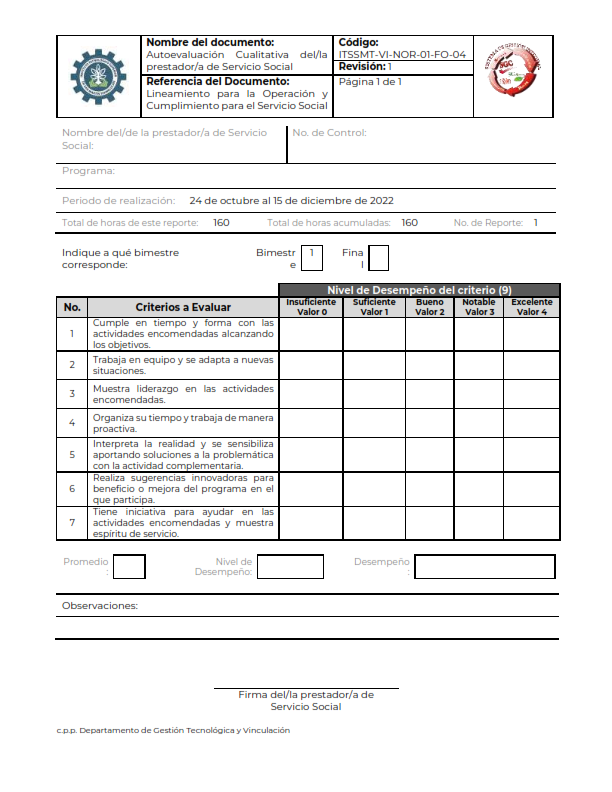 Nombre del documento:
Autoevaluación Cualitativa del/la
prestador/a de Servicio Social
Referencia del Documento:
Lineamiento para la Operación y
Cumplimiento para el Servicio Social
Código:
ITSSMT-VI-NOR-01-FO-04
Revisión: 1
Página 1 de 1
SGC
Nombre del/de la prestador/a de Servicio
Social:
No. de Control:
Programa:
Periodo de realización: 24 de octubre al 15 de diciembre de 2022
Total de horas de este reporte: 160 Total de horas acumuladas: 160 No. de Reporte: 1
Indique a qué bimestre
corresponde:
Bimestr
e
1
Fina
l
Nivel de Desempeño del criterio (9)
No. Criterios a Evaluar
Insuficiente
Valor 0
Suficiente
Valor 1
Bueno
Valor 2
Notable
Valor 3
Excelente
Valor 4
1
Cumple en tiempo y forma con las
actividades encomendadas alcanzando
los objetivos.
2
Trabaja en equipo y se adapta a nuevas
situaciones.
3
Muestra liderazgo en las actividades
encomendadas.
4
Organiza su tiempo y trabaja de manera
proactiva.
5
Interpreta la realidad y se sensibiliza
aportando soluciones a la problemática
con la actividad complementaria.
6
Realiza sugerencias innovadoras para
beneficio o mejora del programa en el
que participa.
7
Tiene iniciativa para ayudar en las
actividades encomendadas y muestra
espíritu de servicio.
Promedio
:
Nivel de
Desempeño:
Desempeño
:
Observaciones:
Firma del/la prestador/a de
Servicio Social
c.p.p. Departamento de Gestión Tecnológica y Vinculación